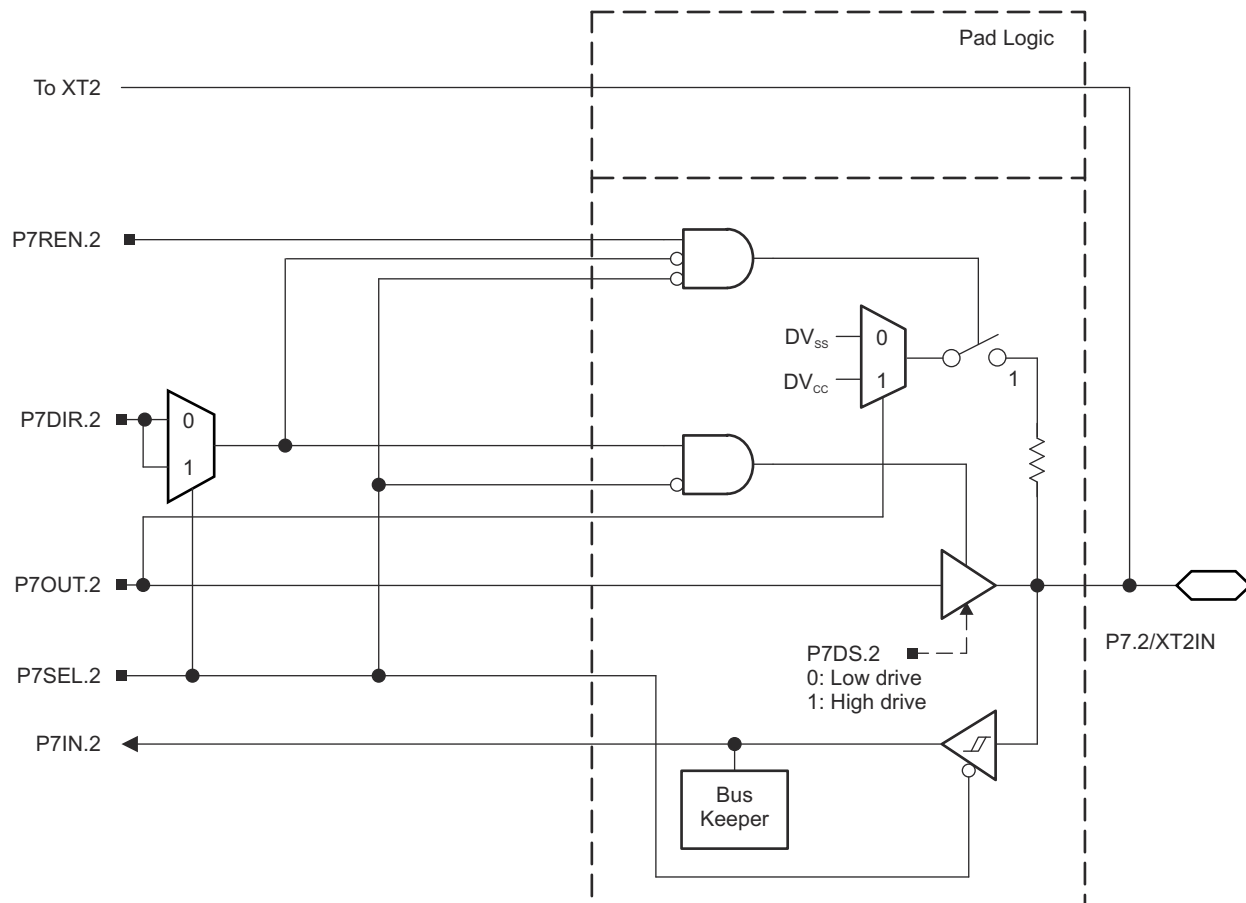 Pad Logic
To XT2
P7REN.2
DVSS
0
DVCC
1
1
P7DIR.2
0
1
P7OUT.2
P7SEL.2
P7DS.2
0: Low drive
1: High drive
P7.2/XT2IN
P7IN.2
Bus
Keeper